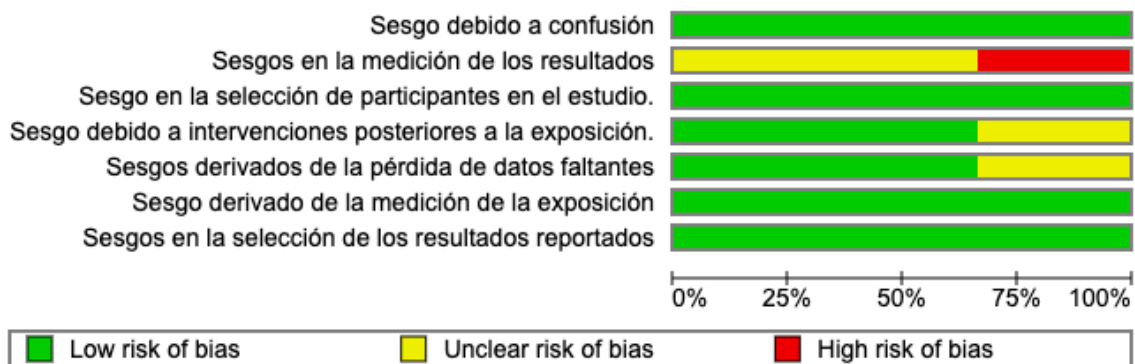 Sesgo debido a confusión
Sesgos en la medición de los resultados
Sesgo en la selección de participantes en el estudio.
Sesgo debido a intervenciones posteriores a la exposición.
Sesgos derivados de la pérdida de datos faltantes
Sesgo derivado de la medición de la exposición
Sesgos en la selección de los resultados reportados
0% 25% 50% 75% 100%
Low risk of bias Unclear risk of bias High risk of bias